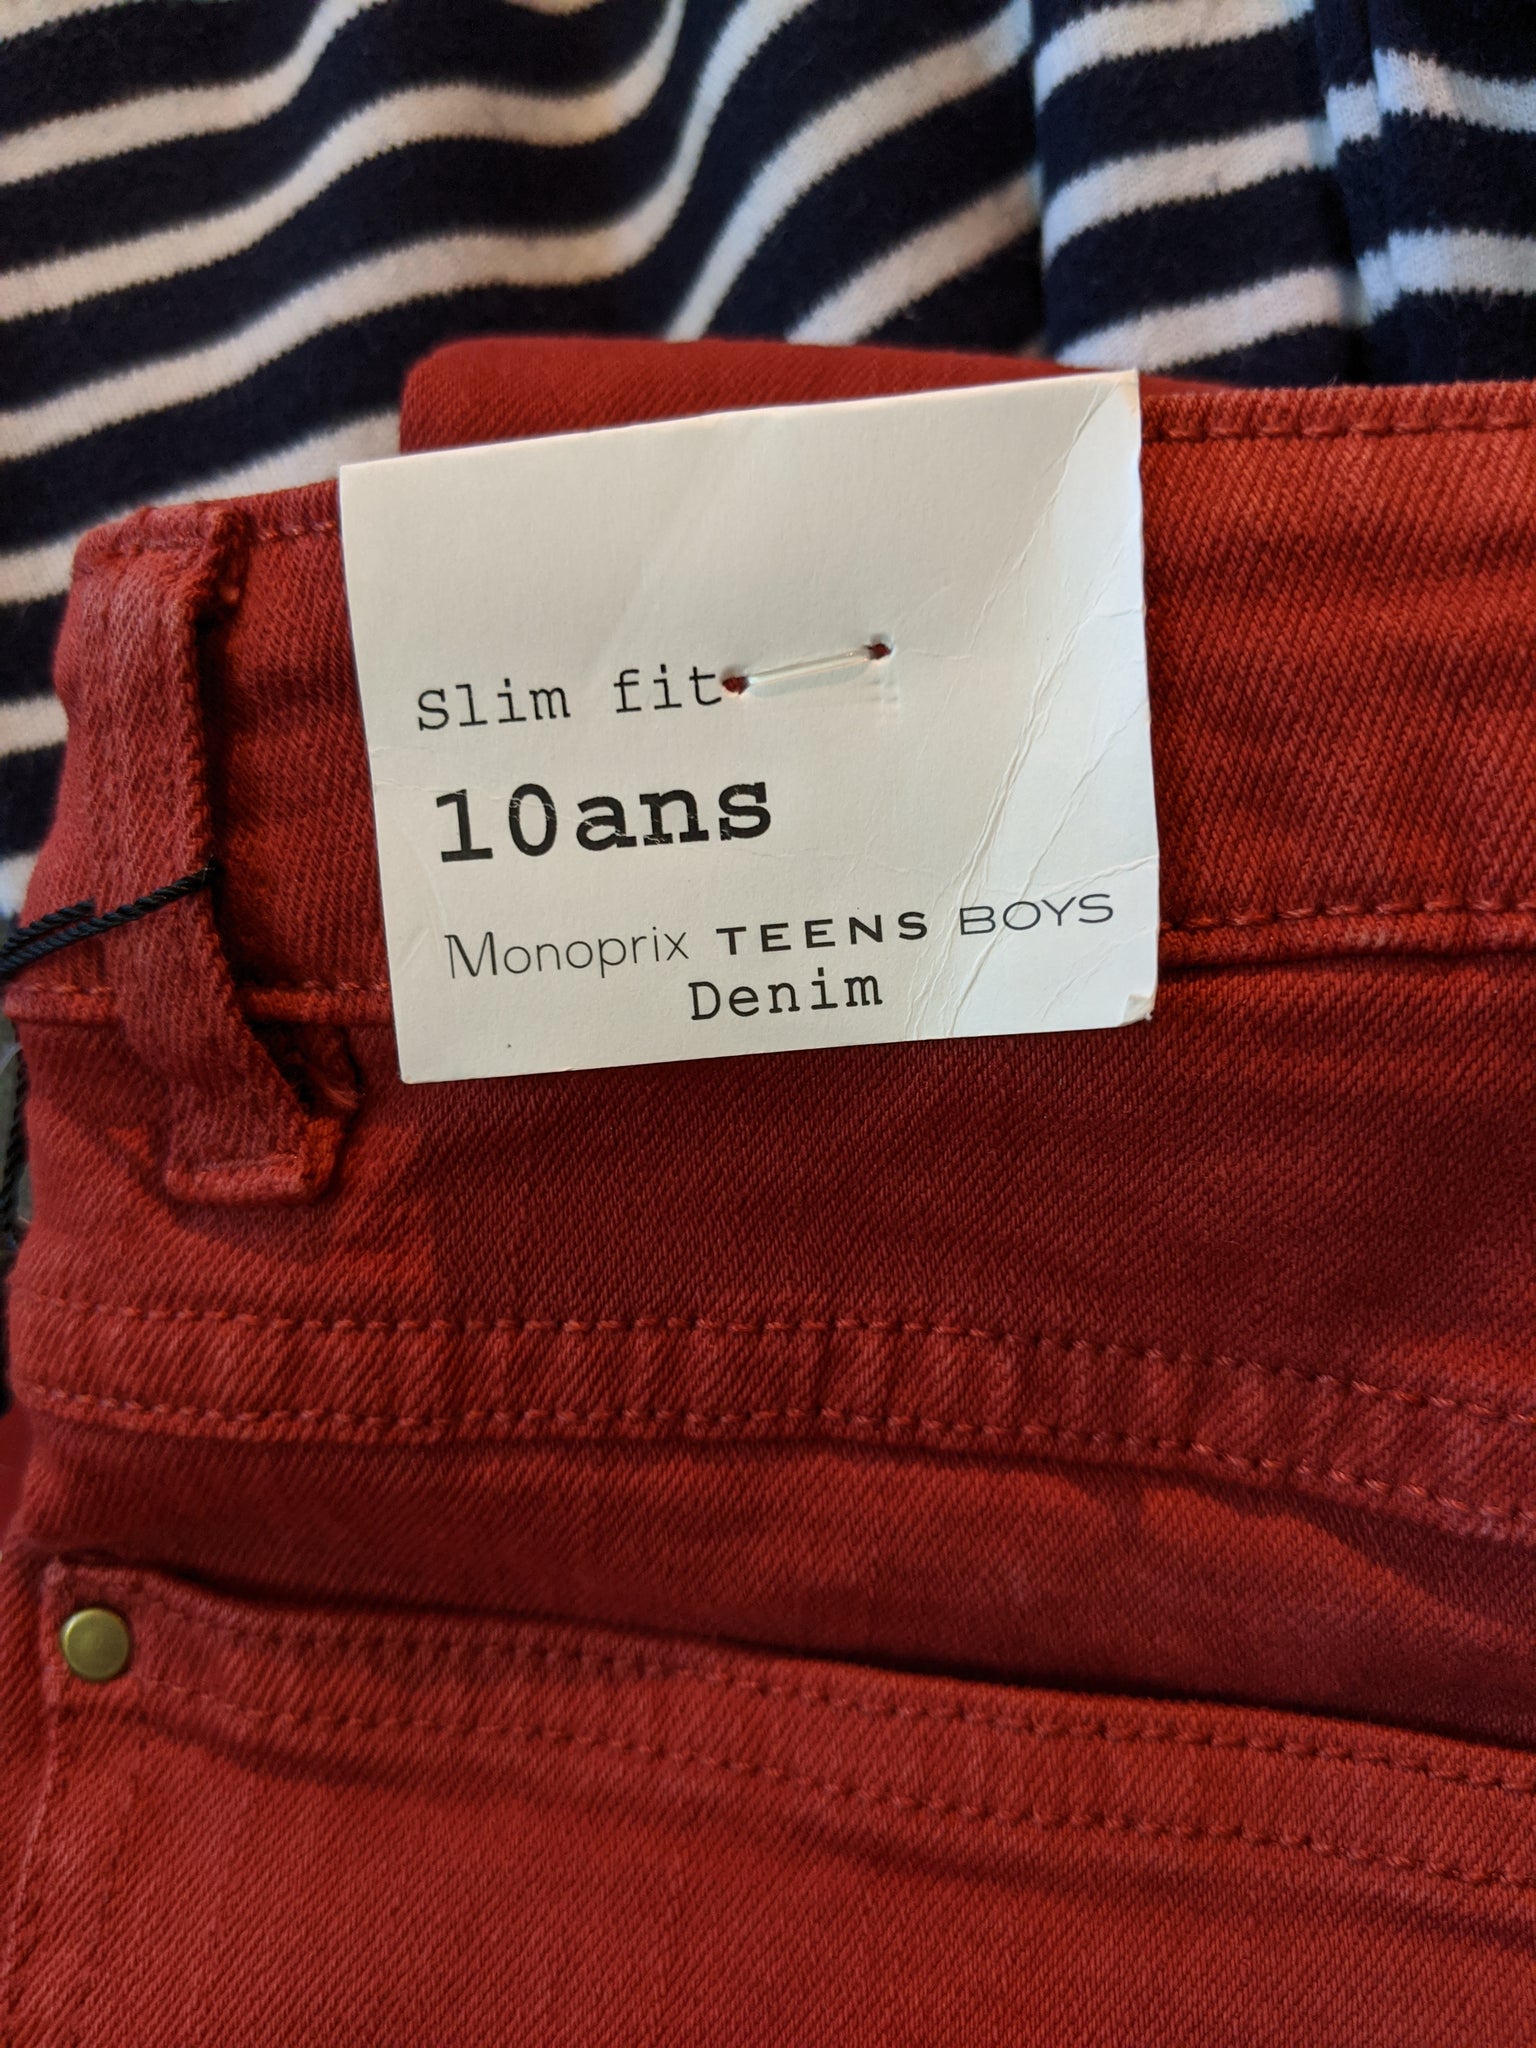 Slim fit
10ans
Monoprix TEENS BOYS
Denim